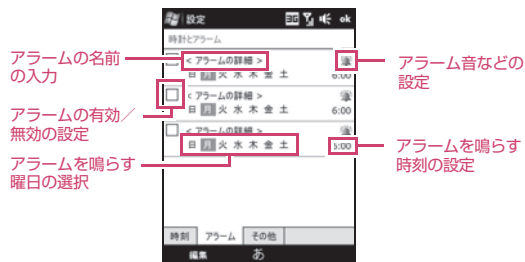 設定 3G ok
時計とアラーム
< アラームの詳細 >
日 月 火 水 木 金 土 6:00
< アラームの詳細 >
日 月 火 水 木 金 土 6:00
< アラームの詳細 >
日 月 火 水 木 金 土 6:00
時刻 アラーム その他
編集 あ
アラームの名前
の入力
アラームの有効／
無効の設定
アラームを鳴らす
曜日の選択
アラーム音などの
設定
アラームを鳴らす
時刻の設定